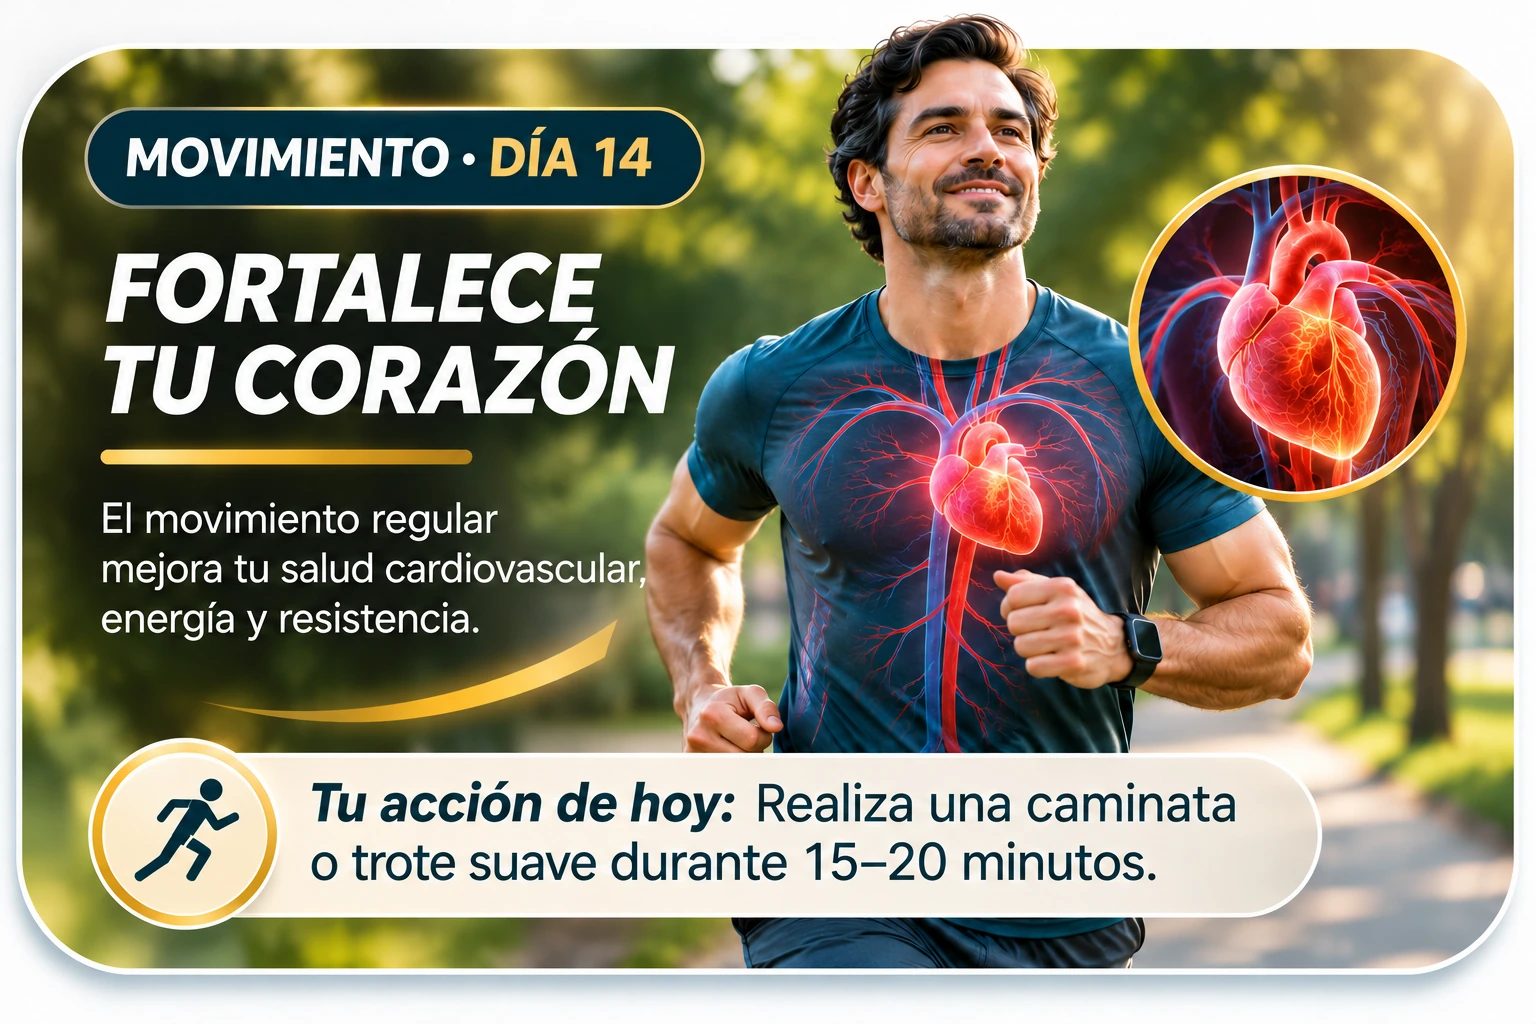 MOVIMIENTO · DÍA 14
FORTALECE
TU CORAZÓN
El movimiento regular
mejora tu salud cardiovascular,
energía y resistencia.
Tu acción de hoy: Realiza una caminata
o trote suave durante 15–20 minutos.